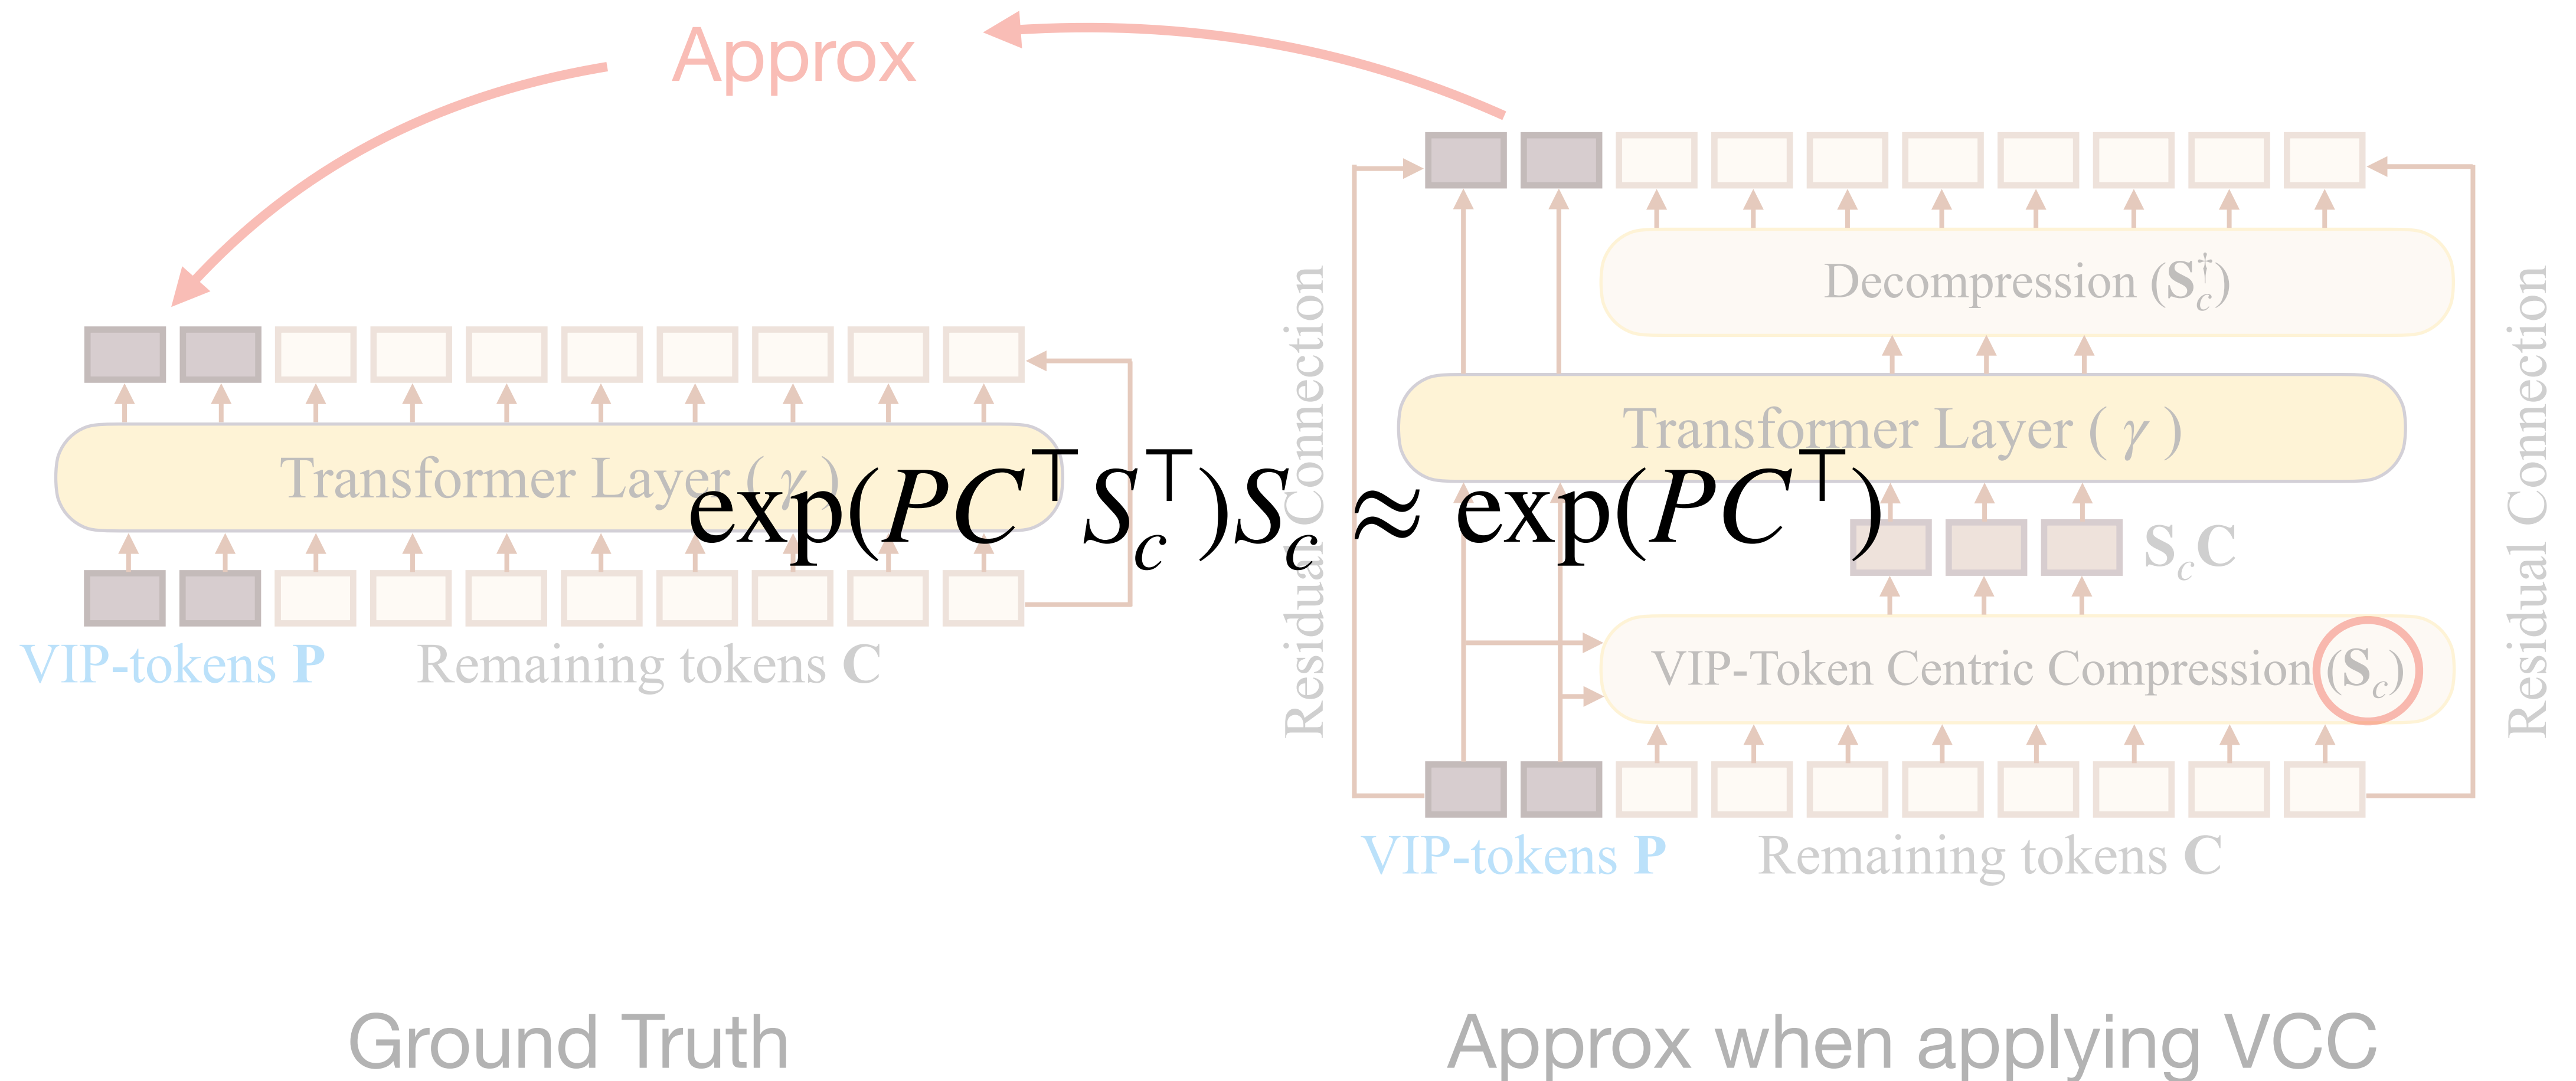 Approx
Decompression (S_c^†)
Residual Connection
Residual Connection
Transformer Layer ( γ )
Transformer Layer ( γ )
exp(PC^⊤S_c^⊤)S_c ≈ exp(PC^⊤)
S_cC
VIP-Token Centric Compression (S_c)
VIP-tokens P
Remaining tokens C
VIP-tokens P
Remaining tokens C
Ground Truth
Approx when applying VCC